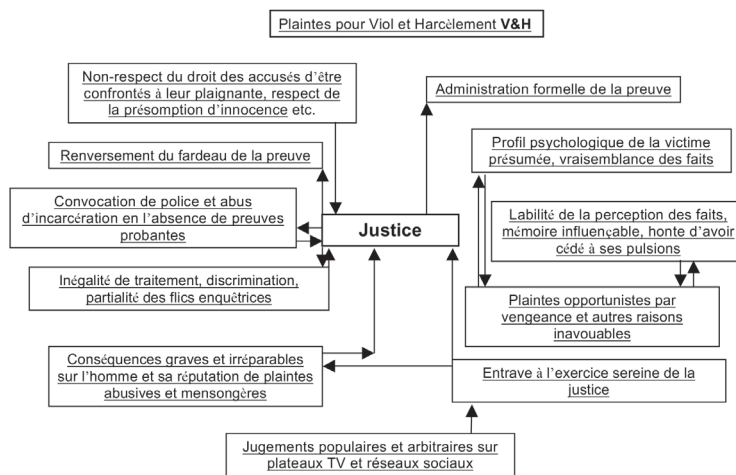 Plaintes pour Viol et Harcèlement V&H
Non-respect du droit des accusés d'être
confrontés à leur plaignante, respect de
la présomption d'innocence etc.
Administration formelle de la preuve
Renversement du fardeau de la preuve
Profil psychologique de la victime
présumée, vraisemblance des faits
Convocation de police et abus
d'incarcération en l'absence de preuves
probantes
Justice
Labilité de la perception des faits,
mémoire influençable, honte d'avoir
cédé à ses pulsions
Inégalité de traitement, discrimination,
partialité des flics enquêtrices
Plaintes opportunistes par
vengeance et autres raisons
inavouables
Conséquences graves et irréparables
sur l'homme et sa réputation de plaintes
abusives et mensongères
Entrave à l'exercice sereine de la
justice
Jugements populaires et arbitraires sur
plateaux TV et réseaux sociaux